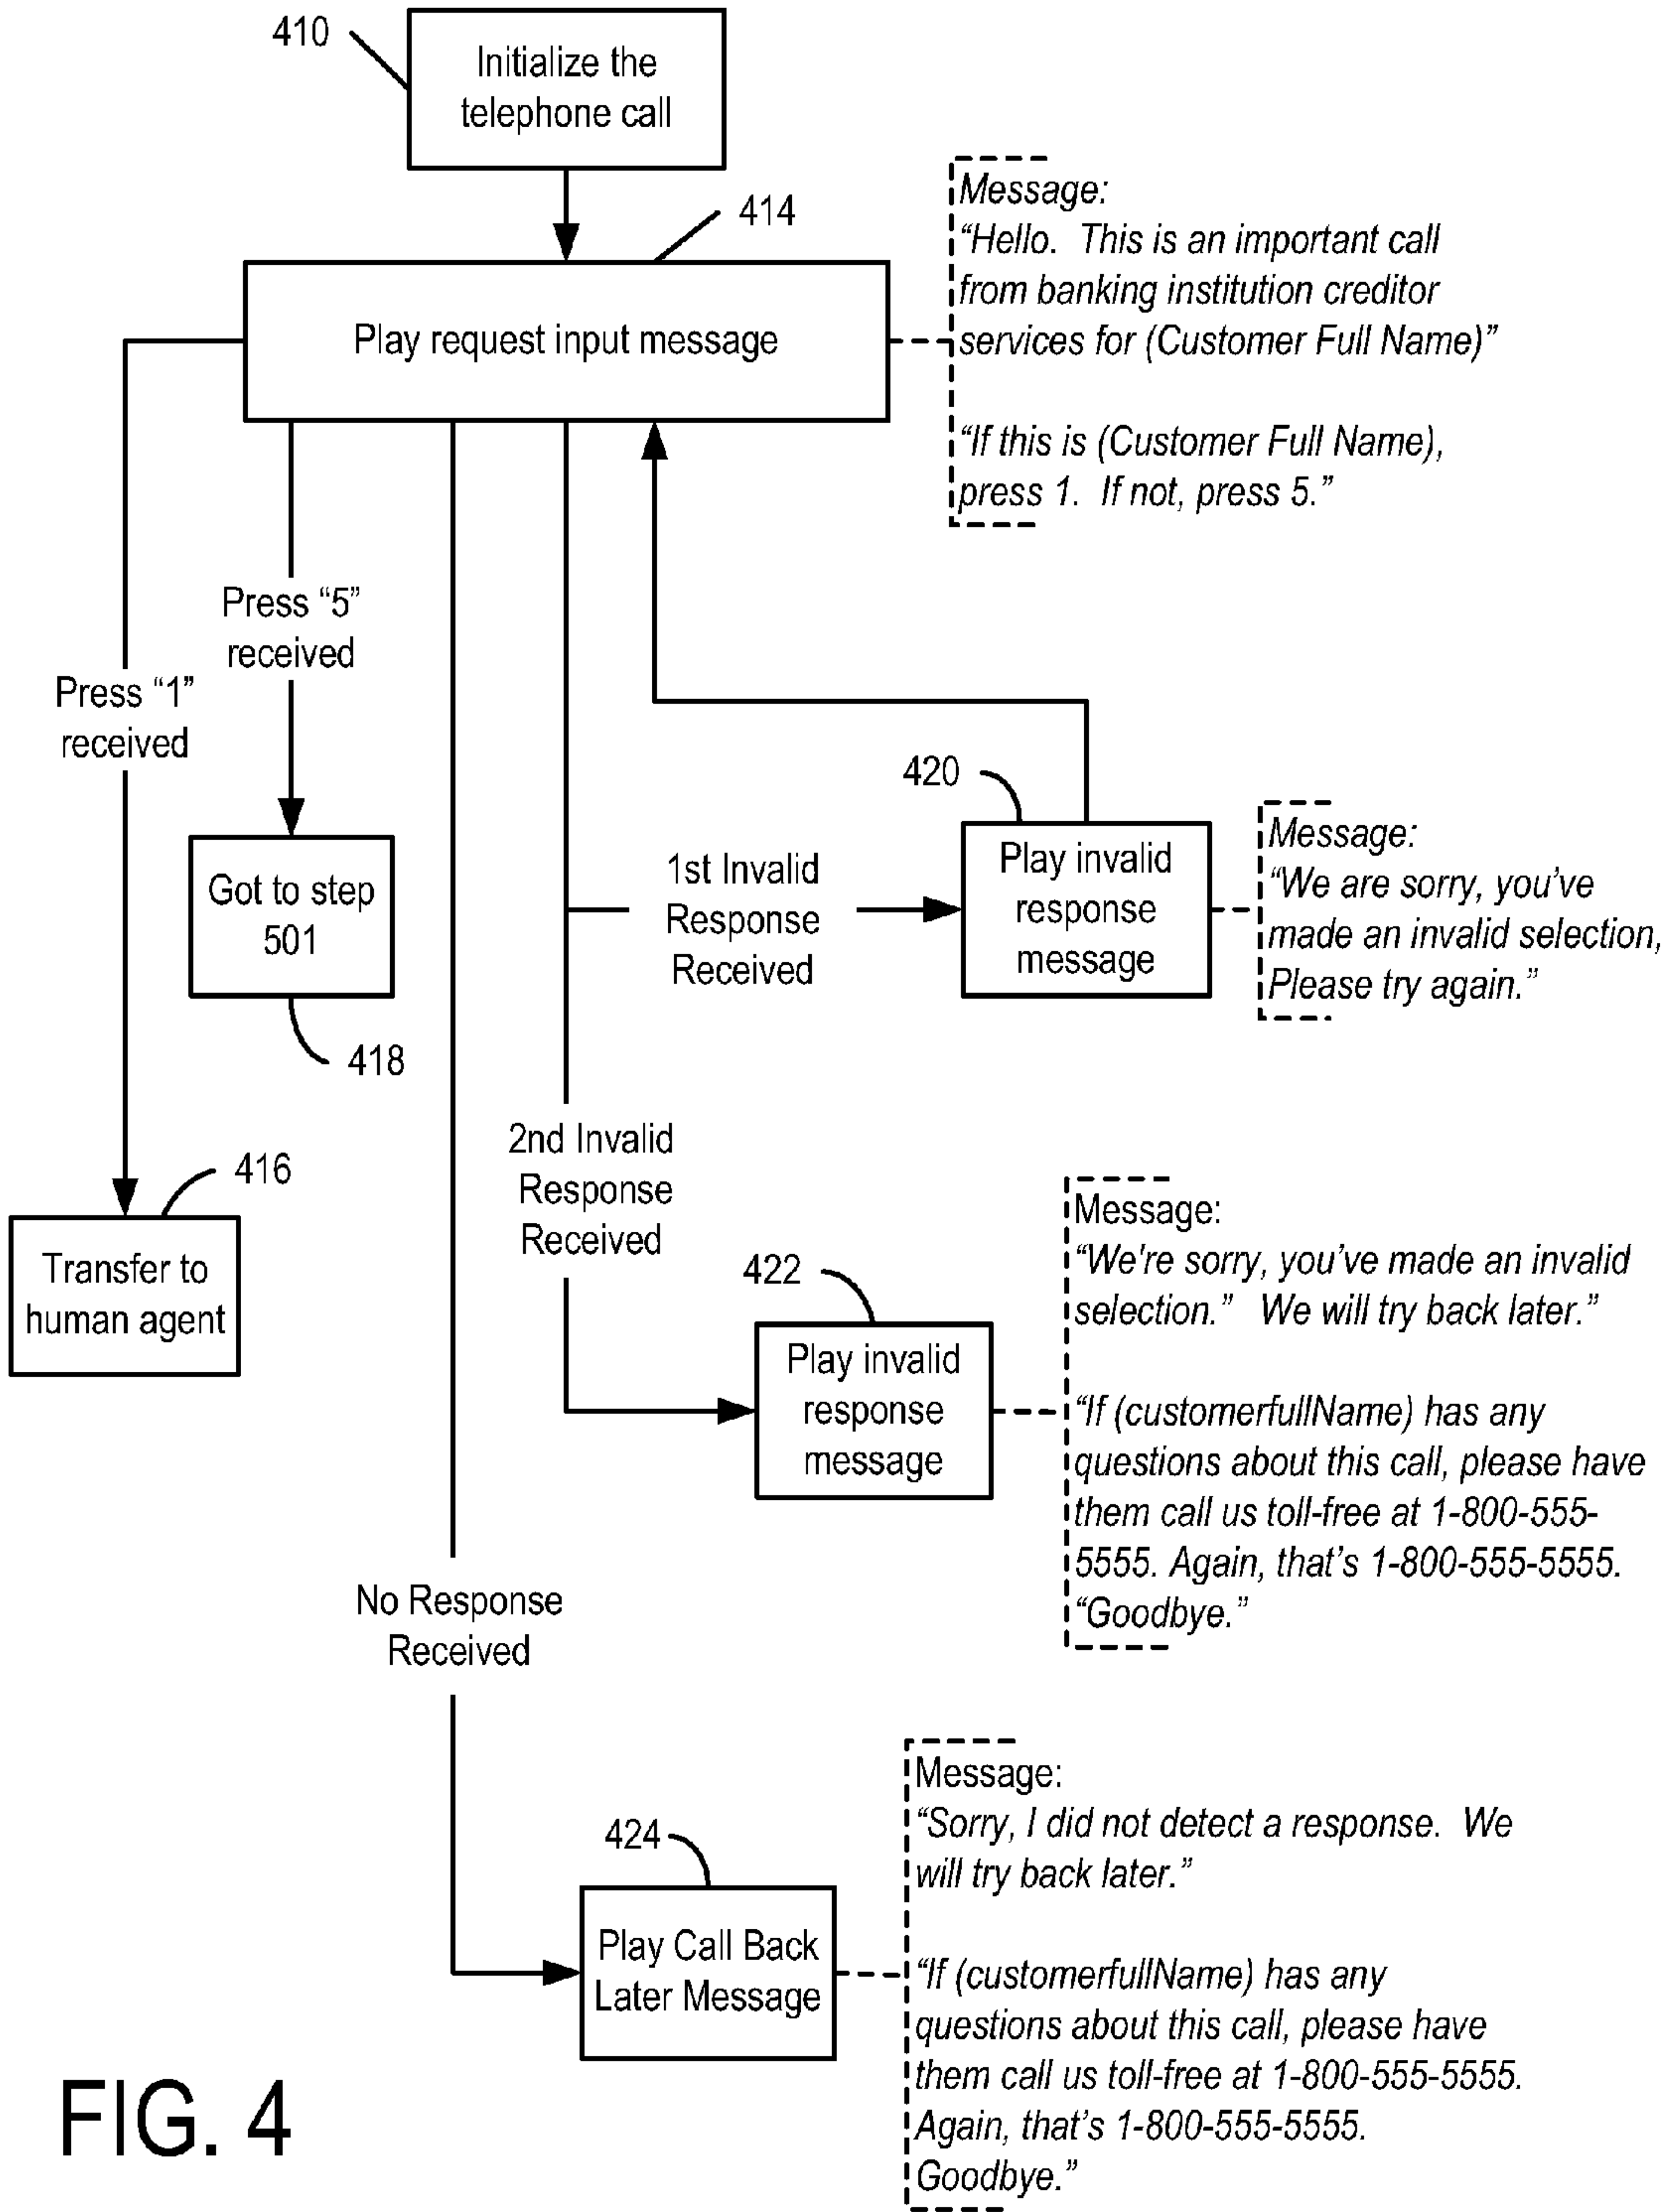 410
Initialize the
telephone call
414
Play request input message
Message:
“Hello.  This is an important call
from banking institution creditor
services for (Customer Full Name)”
“If this is (Customer Full Name),
press 1.  If not, press 5.”
Press “5”
received
Press “1”
received
420
Play invalid
response
message
Message:
“We are sorry, you’ve
made an invalid selection,
Please try again.”
1st Invalid
Response
Received
Got to step
501
418
2nd Invalid
Response
Received
416
Transfer to
human agent
422
Play invalid
response
message
Message:
“We're sorry, you’ve made an invalid
selection.”  We will try back later.”
“If (customerfullName) has any
questions about this call, please have
them call us toll-free at 1-800-555-
5555. Again, that’s 1-800-555-5555.
“Goodbye.”
No Response
Received
424
Play Call Back
Later Message
Message:
“Sorry, I did not detect a response.  We
will try back later.”
“If (customerfullName) has any
questions about this call, please have
them call us toll-free at 1-800-555-5555.
Again, that’s 1-800-555-5555.
Goodbye.”
FIG. 4